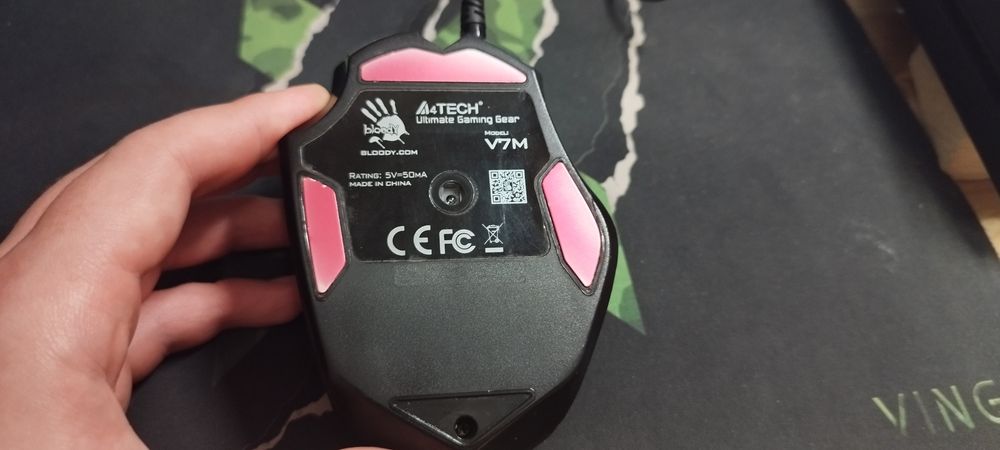 A4TECH®
Ultimate Gaming Gear
bloody
BLOODY.COM
MODEL:
V7M
RATING: 5V=50MA
MADE IN CHINA
CE FC
VING